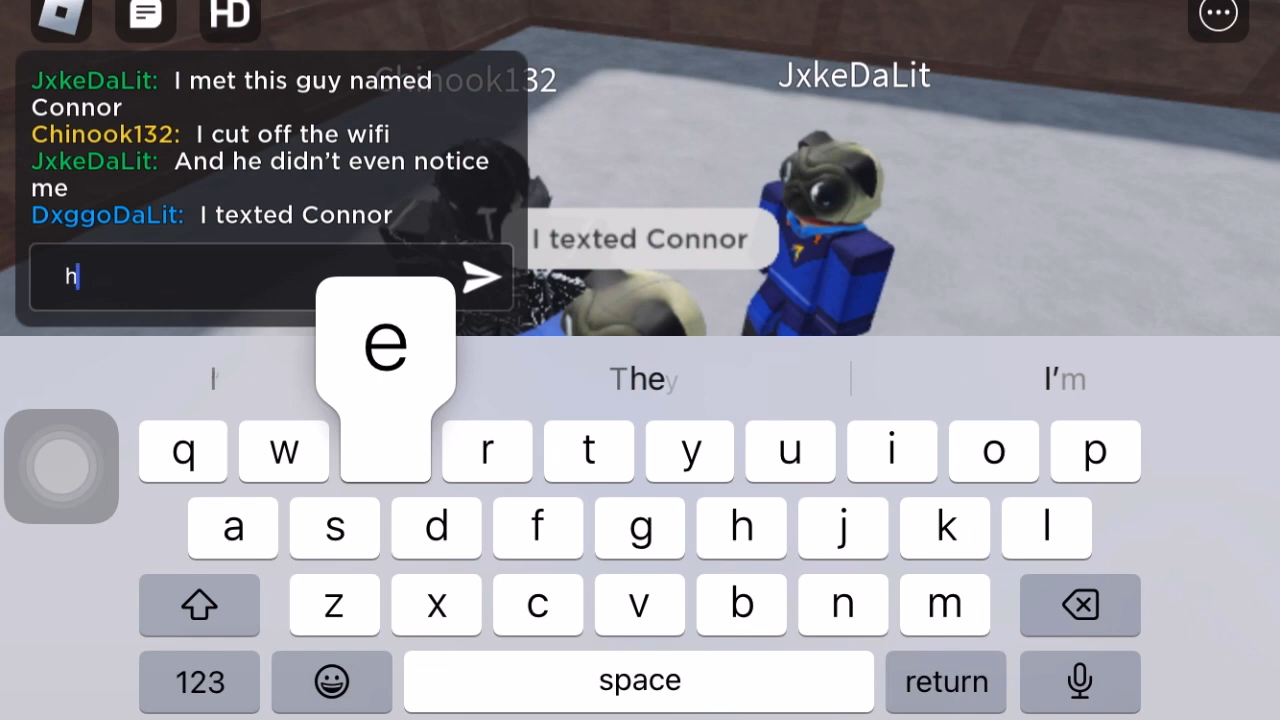 HD
Chinook132
JxkeDaLit
JxkeDaLit: I met this guy named
Connor
Chinook132: I cut off the wifi
JxkeDaLit: And he didn’t even notice
me
DxggoDaLit: I texted Connor
I texted Connor
h
e
They
I’m
q w r t y u i o p
a s d f g h j k l
z x c v b n m
123 space return